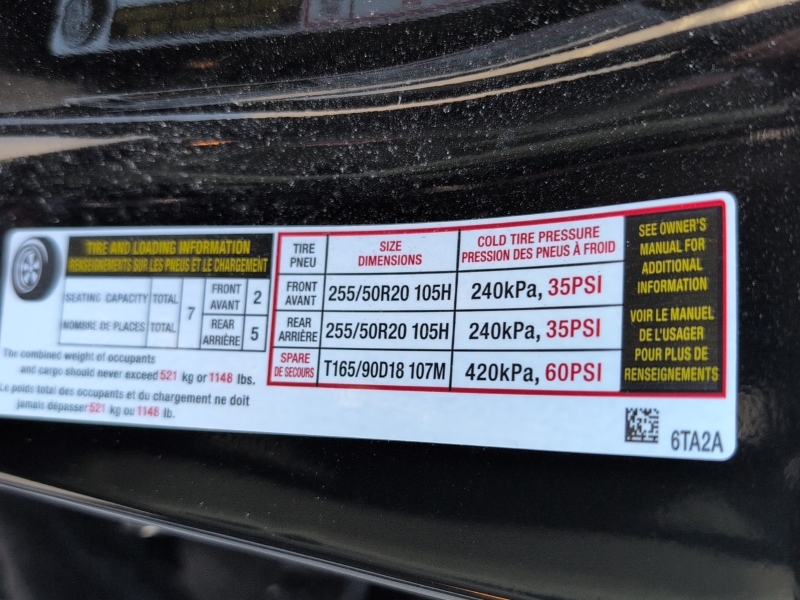 TIRE AND LOADING INFORMATION
RENSEIGNEMENTS SUR LES PNEUS ET LE CHARGEMENT
SEATING CAPACITY TOTAL 7 FRONT AVANT 2
NOMBRE DE PLACES TOTAL REAR ARRIÈRE 5
The combined weight of occupants
and cargo should never exceed 521 kg or 1148 lbs.
Le poids total des occupants et du chargement ne doit
jamais dépasser 521 kg ou 1148 lb.
TIRE PNEU SIZE DIMENSIONS COLD TIRE PRESSURE PRESSION DES PNEUS À FROID
FRONT AVANT 255/50R20 105H 240kPa, 35PSI
REAR ARRIÈRE 255/50R20 105H 240kPa, 35PSI
SPARE DE SECOURS T165/90D18 107M 420kPa, 60PSI
SEE OWNER'S
MANUAL FOR
ADDITIONAL
INFORMATION
VOIR LE MANUEL
DE L'USAGER
POUR PLUS DE
RENSEIGNEMENTS
6TA2A